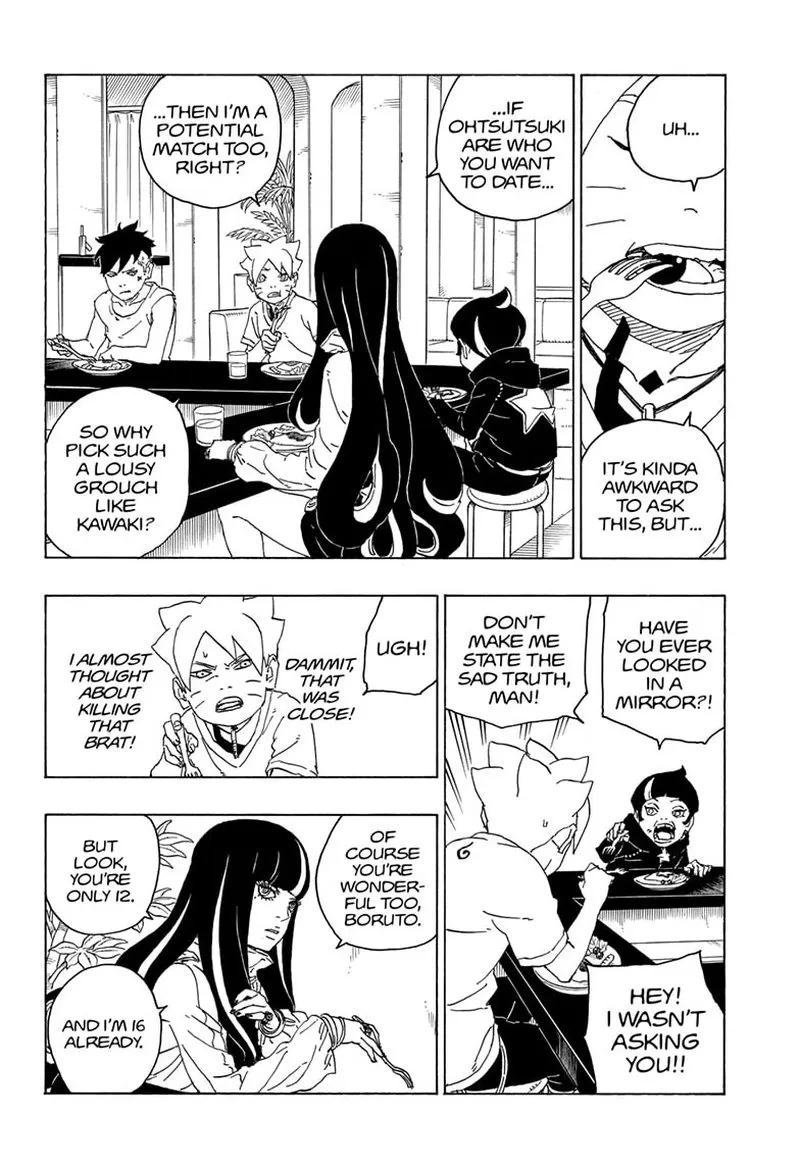 UH...
IT'S KINDA
AWKWARD
TO ASK
THIS, BUT...
...IF
OHTSUTSUKI
ARE WHO
YOU WANT
TO DATE...
...THEN I'M A
POTENTIAL
MATCH TOO,
RIGHT?
SO WHY
PICK SUCH
A LOUSY
GROUCH
LIKE
KAWAKI?
HAVE
YOU EVER
LOOKED
IN A
MIRROR?!
DON'T
MAKE ME
STATE THE
SAD TRUTH,
MAN!
HEY!
I WASN'T
ASKING
YOU!!
UGH!
DAMMIT,
THAT
WAS
CLOSE!
I ALMOST
THOUGHT
ABOUT
KILLING
THAT
BRAT!
OF
COURSE
YOU'RE
WONDER-
FUL TOO,
BORUTO.
BUT
LOOK,
YOU'RE
ONLY 12.
AND I'M 16
ALREADY.